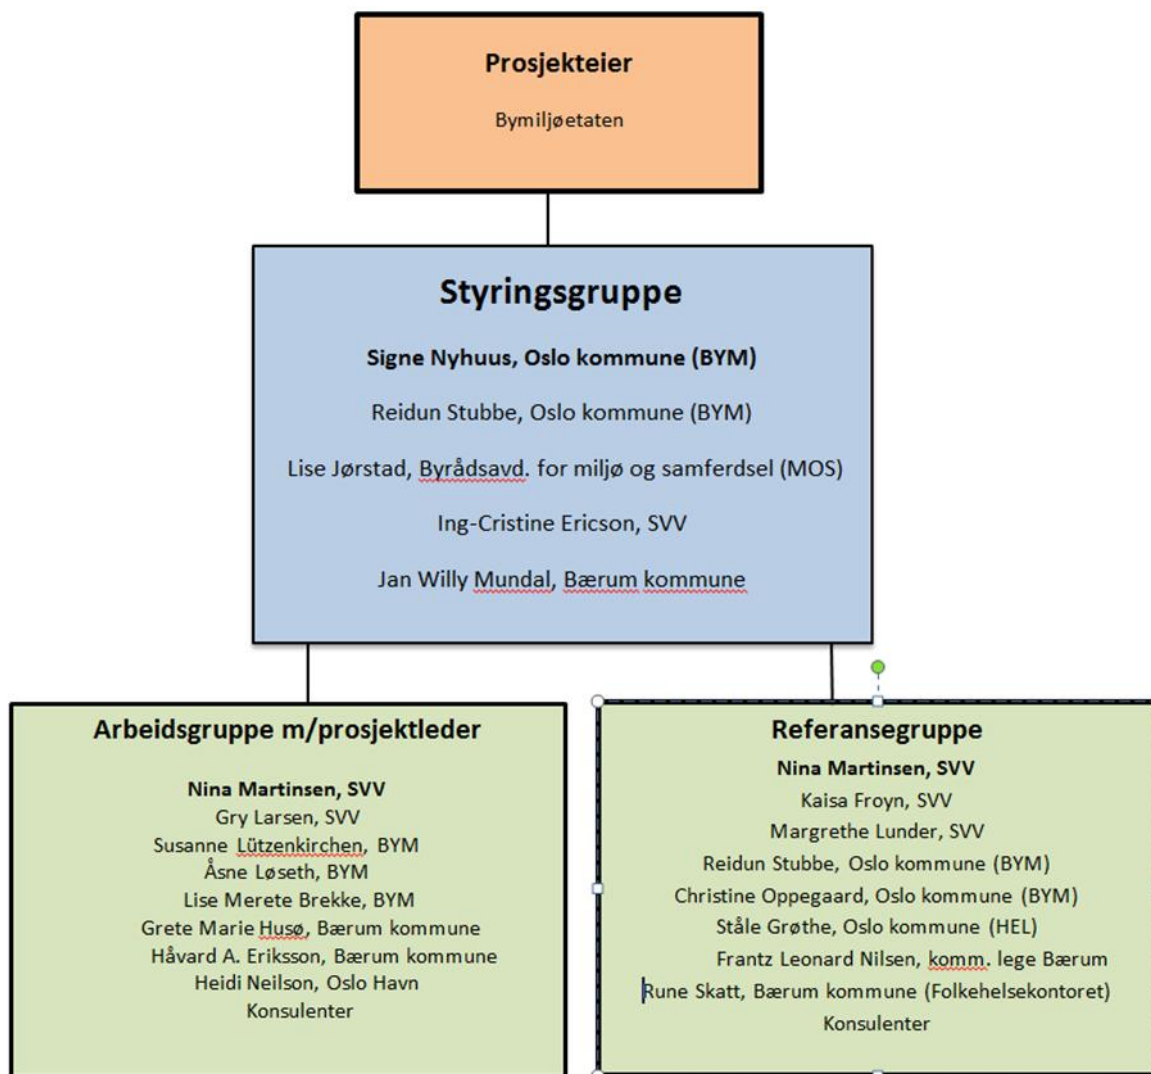 Prosjekteier
Bymiljøetaten
Styringsgruppe
Signe Nyhuus, Oslo kommune (BYM)
Reidun Stubbe, Oslo kommune (BYM)
Lise Jørstad, Byrådsavd. for miljø og samferdsel (MOS)
Ing-Cristine Ericson, SVV
Jan Willy Mundal, Bærum kommune
Arbeidsgruppe m/prosjektleder
Nina Martinsen, SVV
Gry Larsen, SVV
Susanne Lützenkirchen, BYM
Åsne Løseth, BYM
Lise Merete Brekke, BYM
Grete Marie Husø, Bærum kommune
Håvard A. Eriksson, Bærum kommune
Heidi Neilson, Oslo Havn
Konsulenter
Referansegruppe
Nina Martinsen, SVV
Kaisa Froyn, SVV
Margrethe Lunder, SVV
Reidun Stubbe, Oslo kommune (BYM)
Christine Oppegaard, Oslo kommune (BYM)
Ståle Grøthe, Oslo kommune (HEL)
Frantz Leonard Nilsen, komm. lege Bærum
Rune Skatt, Bærum kommune (Folkehelsekontoret)
Konsulenter